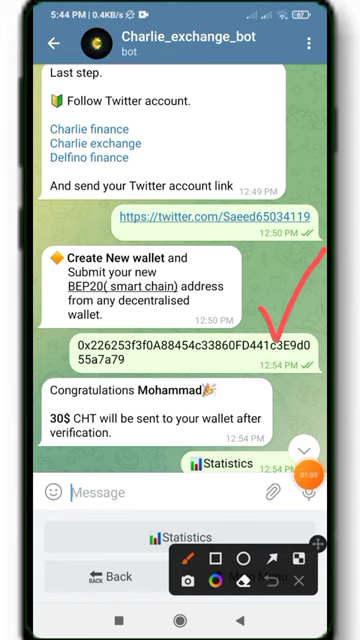 5:44 PM | 0.4KB/s
67
Charlie_exchange_bot
bot
Last step.
🔰 Follow Twitter account.
Charlie finance
Charlie exchange
Delfino finance
And send your Twitter account link
12:49 PM
https://twitter.com/Saeed65034119
12:50 PM
🔶 Create New wallet and
Submit your new
BEP20( smart chain) address
from any decentralised
wallet.
12:50 PM
0x226253f3f0A88454c33860FD441c3E9d0
55a7a79
12:54 PM
Congratulations Mohammad🎉
30$ CHT will be sent to your wallet after
verification.
12:54 PM
📊Statistics
12:54 PM
Message
01:09
📊Statistics
🔙 Back